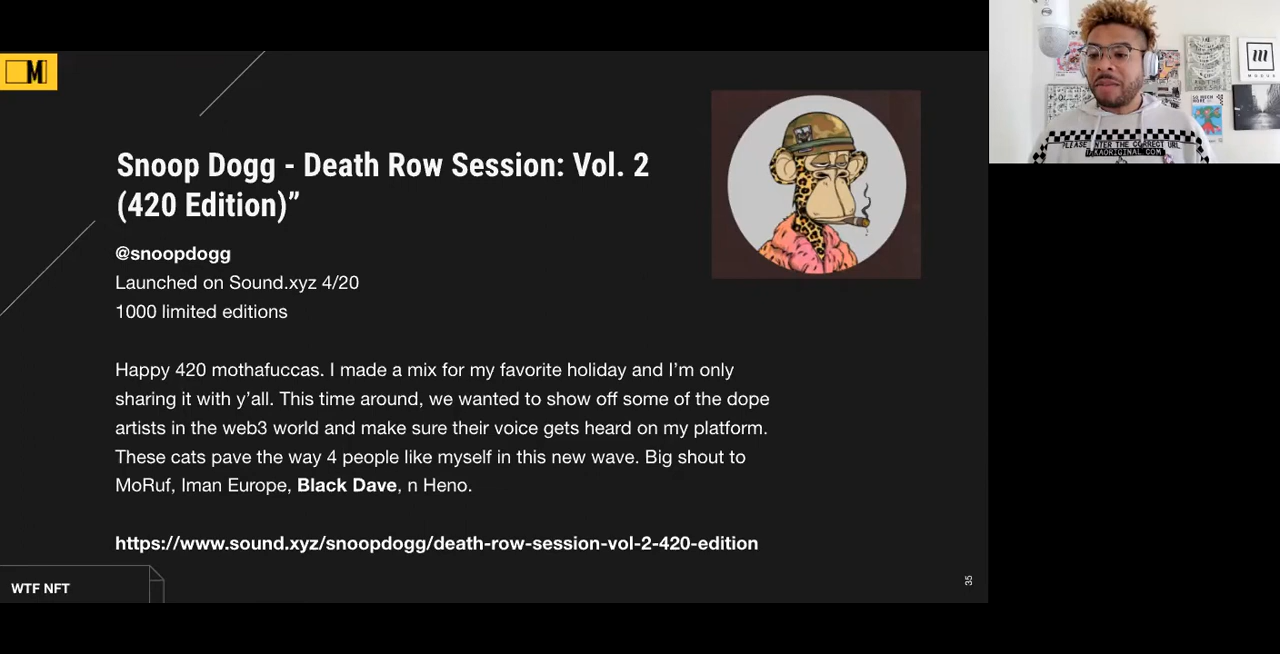 M
Snoop Dogg - Death Row Session: Vol. 2
(420 Edition)”
@snoopdogg
Launched on Sound.xyz 4/20
1000 limited editions
Happy 420 mothafuccas. I made a mix for my favorite holiday and I’m only
sharing it with y’all. This time around, we wanted to show off some of the dope
artists in the web3 world and make sure their voice gets heard on my platform.
These cats pave the way 4 people like myself in this new wave. Big shout to
MoRuf, Iman Europe, Black Dave, n Heno.
https://www.sound.xyz/snoopdogg/death-row-session-vol-2-420-edition
WTF NFT
35
PLEASE ENTER THE CORRECT URL